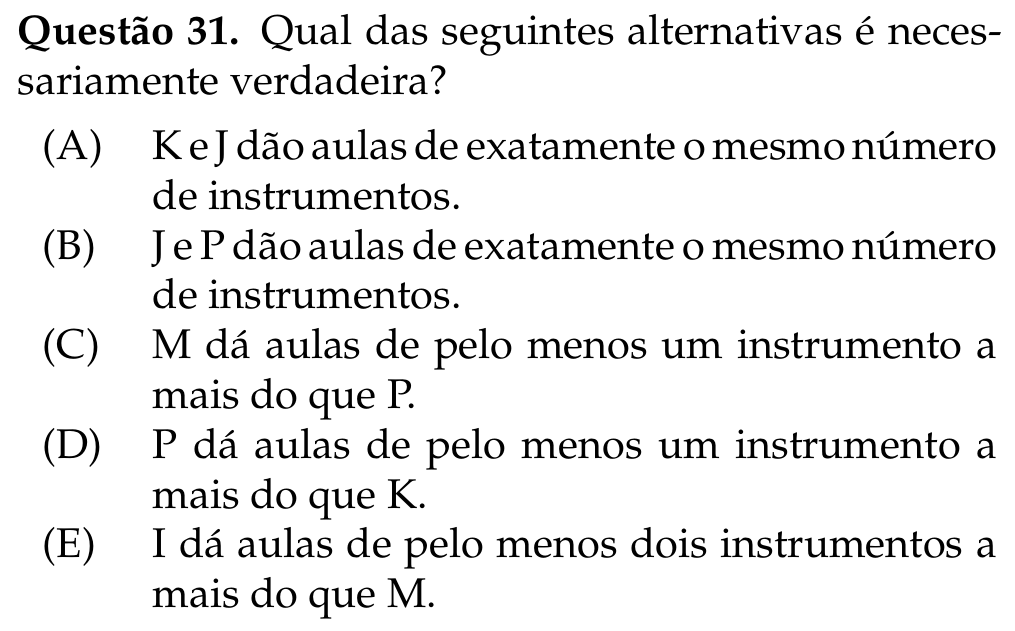 Questão 31. Qual das seguintes alternativas é neces-
sariamente verdadeira?
(A) K e J dão aulas de exatamente o mesmo número
de instrumentos.
(B) J e P dão aulas de exatamente o mesmo número
de instrumentos.
(C) M dá aulas de pelo menos um instrumento a
mais do que P.
(D) P dá aulas de pelo menos um instrumento a
mais do que K.
(E) I dá aulas de pelo menos dois instrumentos a
mais do que M.